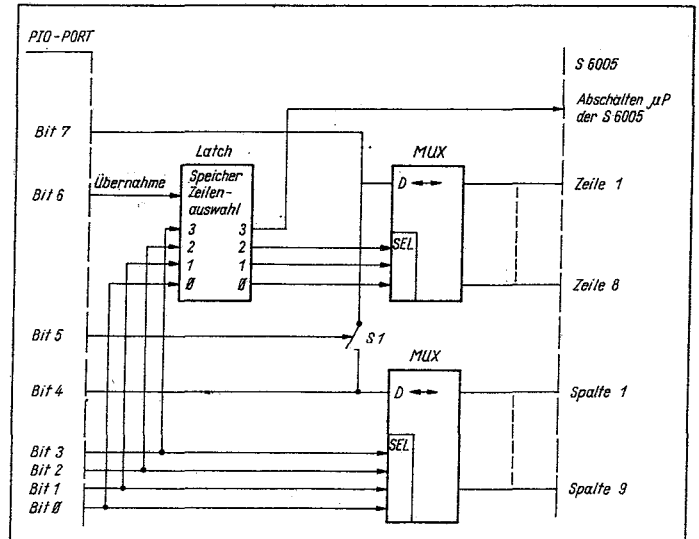 PIO-PORT
S 6005
Abschalten µP
der S 6005
Bit 7
Latch
MUX
Bit 6
Übernahme
Speicher
Zeilen-
auswahl
D
Zeile 1
3
3
2
2
SEL
1
1
Ø
Ø
Zeile 8
Bit 5
S1
MUX
Bit 4
D
Spalte 1
Bit 3
SEL
Bit 2
Bit 1
Spalte 9
Bit Ø